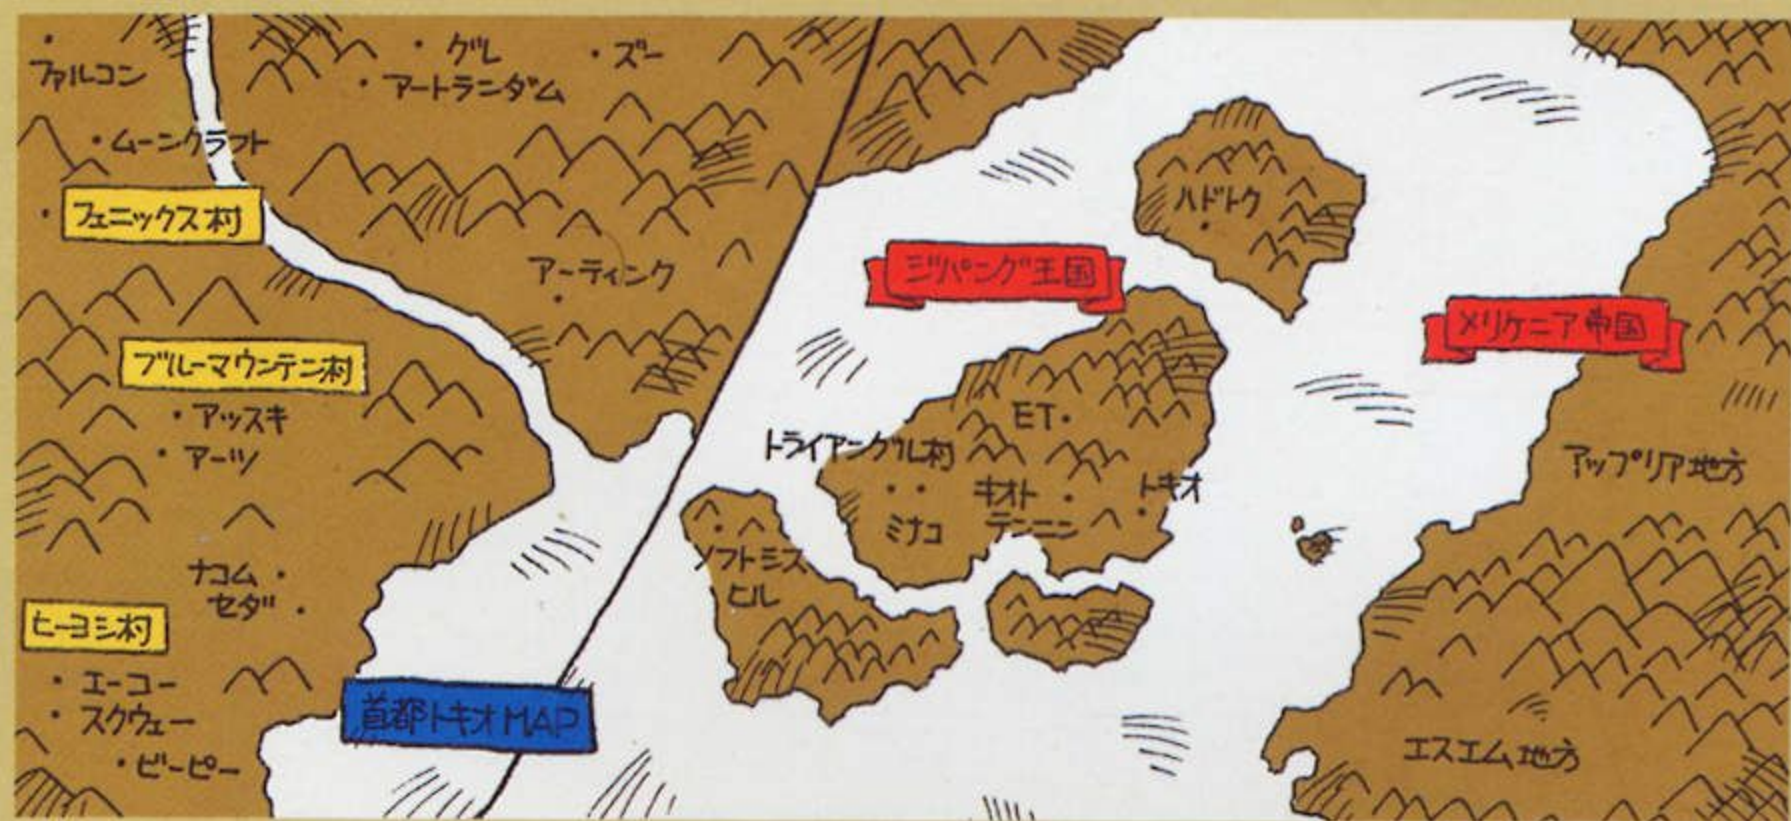 ファルコン
グレ
ズー
アートランダム
ムーンクラフト
フェニックス村
アーティンク
ブルーマウンテン村
アッスキ
アーツ
ナコム
セダ
ヒーヨシ村
エーコー
スクウェー
ビーピー
首都トキオMAP
ハドトク
ジパング王国
メリケニア帝国
ET
トライアングル村
キオト
トキオ
ミナコ
テンニン
ソフトミス
ヒル
アップリア地方
エスエム地方